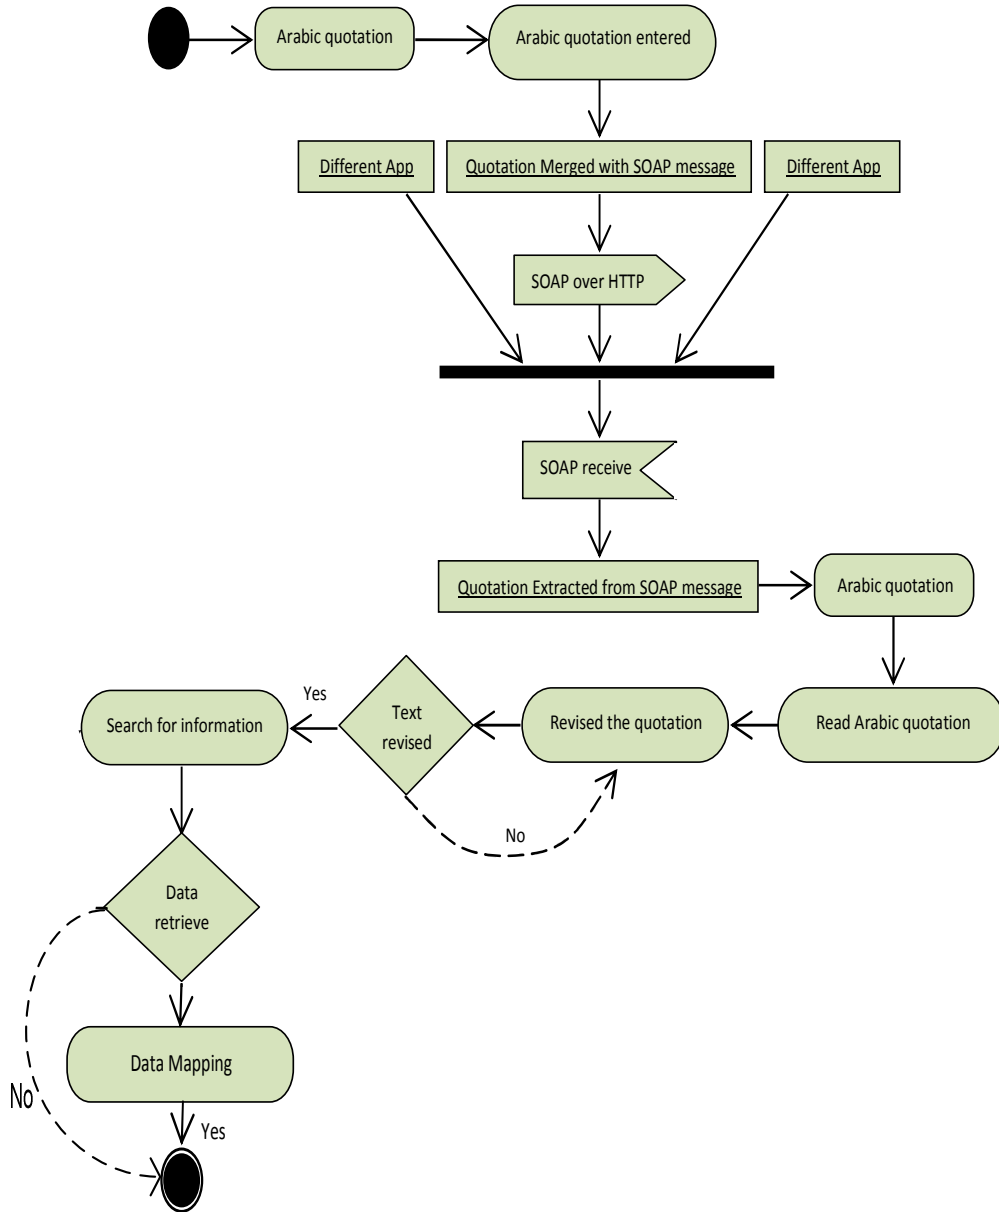 Arabic quotation
Arabic quotation entered
Different App
Quotation Merged with SOAP message
Different App
SOAP over HTTP
SOAP receive
Quotation Extracted from SOAP message
Arabic quotation
Read Arabic quotation
Revised the quotation
Text
revised
Yes
No
Search for information
Data
retrieve
No
Data Mapping
Yes